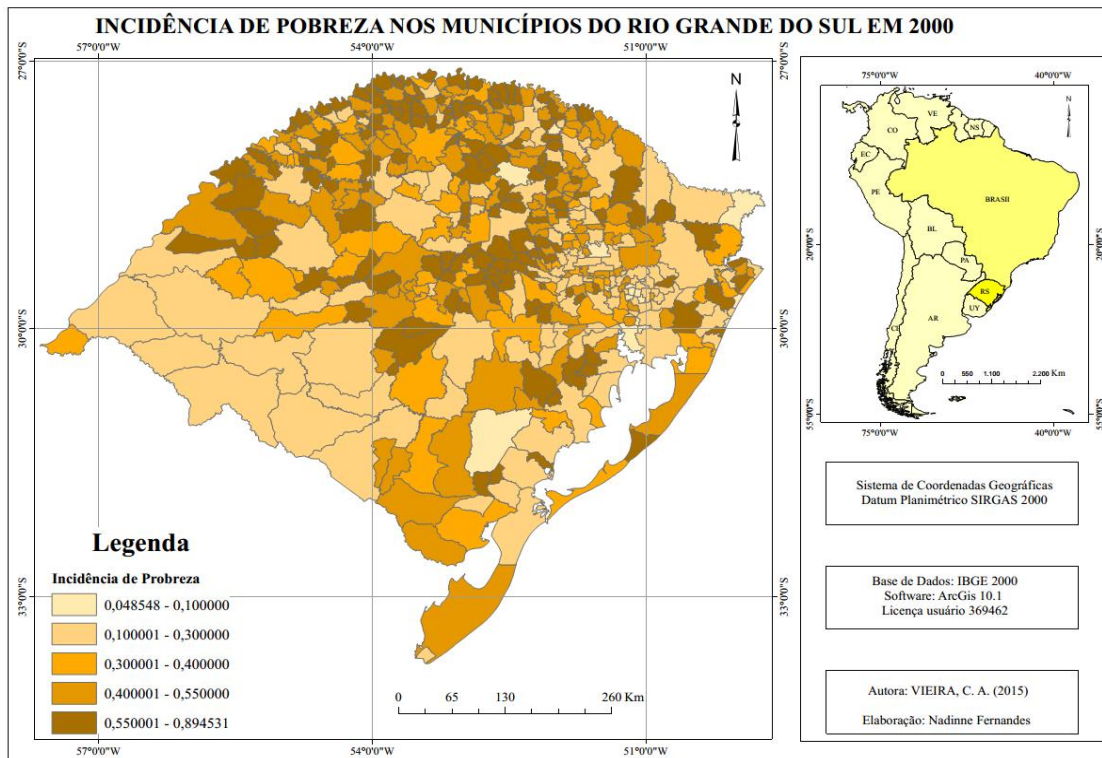 INCIDÊNCIA DE POBREZA NOS MUNICÍPIOS DO RIO GRANDE DO SUL EM 2000
57°0'0"W
54°0'0"W
51°0'0"W
27°0'0"S
27°0'0"S
30°0'0"S
30°0'0"S
33°0'0"S
33°0'0"S
N
Legenda
Incidência de Probreza
0,048548 - 0,100000
0,100001 - 0,300000
0,300001 - 0,400000
0,400001 - 0,550000
0,550001 - 0,894531
0 65 130 260 Km
57°0'0"W
54°0'0"W
51°0'0"W
75°0'0"W
40°0'0"W
N
VE
NS
CO
EC
PE
BRASIl
BL
PA
RS
UY
AR
CL
20°0'0"S
20°0'0"S
55°0'0"S
55°0'0"S
0 550 1.100 2.200 Km
75°0'0"W
40°0'0"W
Sistema de Coordenadas Geográficas
Datum Planimétrico SIRGAS 2000
Base de Dados: IBGE 2000
Software: ArcGis 10.1
Licença usuário 369462
Autora: VIEIRA, C. A. (2015)
Elaboração: Nadinne Fernandes